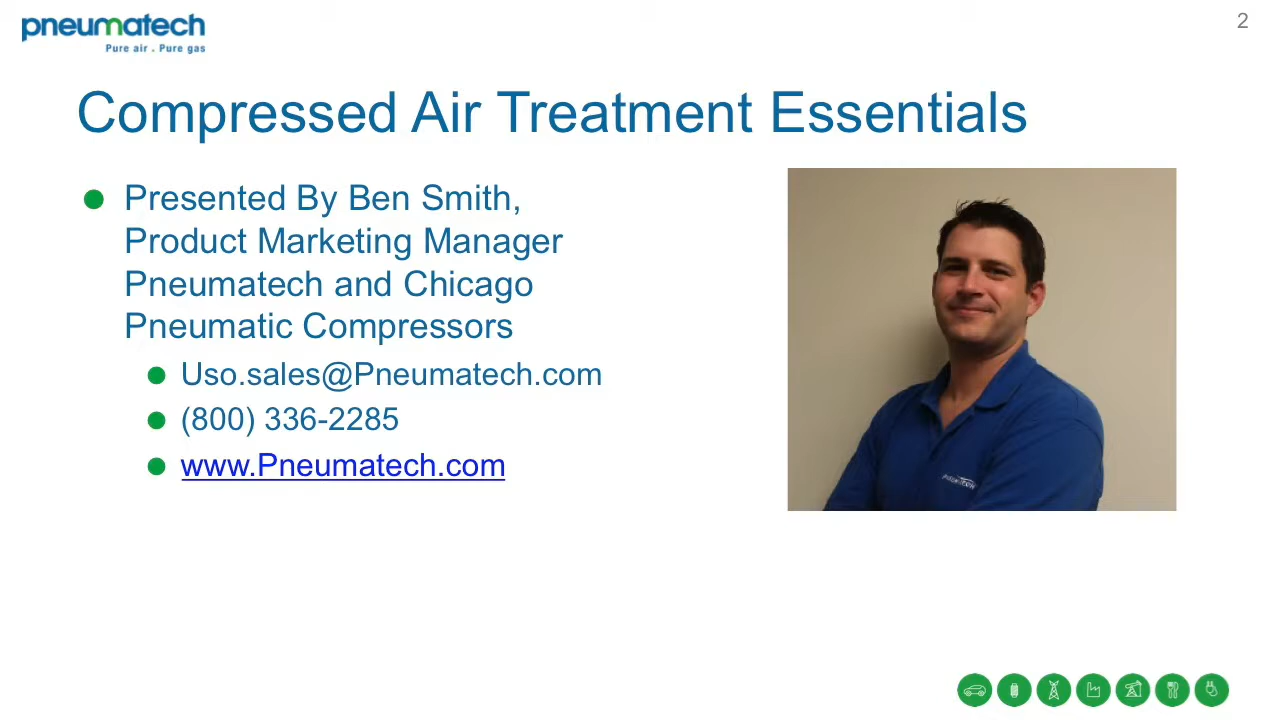 pneumatech
Pure air . Pure gas
2
Compressed Air Treatment Essentials
Presented By Ben Smith,
Product Marketing Manager
Pneumatech and Chicago
Pneumatic Compressors
Uso.sales@Pneumatech.com
(800) 336-2285
www.Pneumatech.com
PNEUMATECH